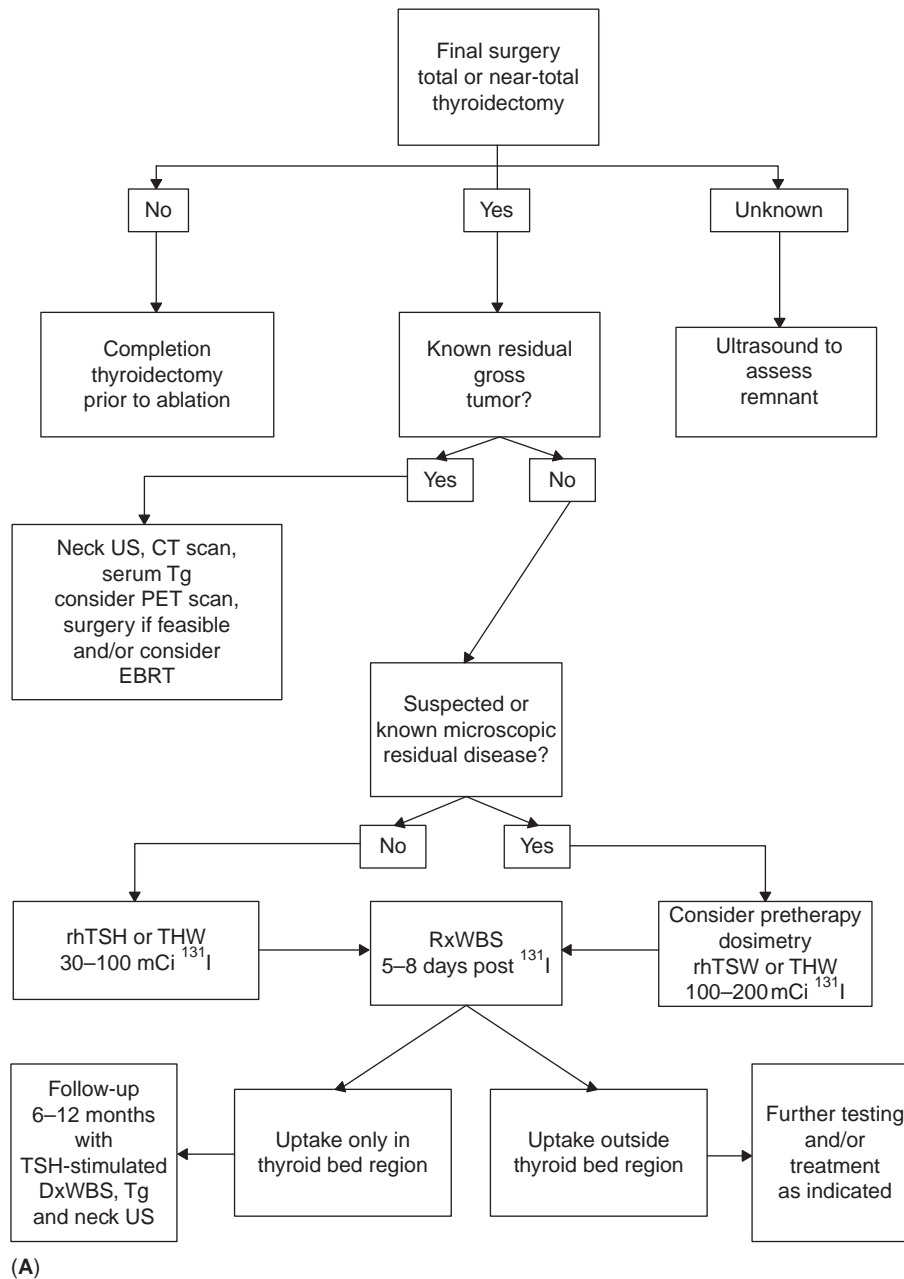 Final surgery
total or near-total
thyroidectomy
No
Yes
Unknown
Completion
thyroidectomy
prior to ablation
Known residual
gross
tumor?
Ultrasound to
assess
remnant
Yes
No
Neck US, CT scan,
serum Tg
consider PET scan,
surgery if feasible
and/or consider
EBRT
Suspected or
known microscopic
residual disease?
No
Yes
rhTSH or THW
30–100 mCi ¹³¹I
RxWBS
5–8 days post ¹³¹I
Consider pretherapy
dosimetry
rhTSW or THW
100–200 mCi ¹³¹I
Follow-up
6–12 months
with
TSH-stimulated
DxWBS, Tg
and neck US
Uptake only in
thyroid bed region
Uptake outside
thyroid bed region
Further testing
and/or
treatment
as indicated
(A)